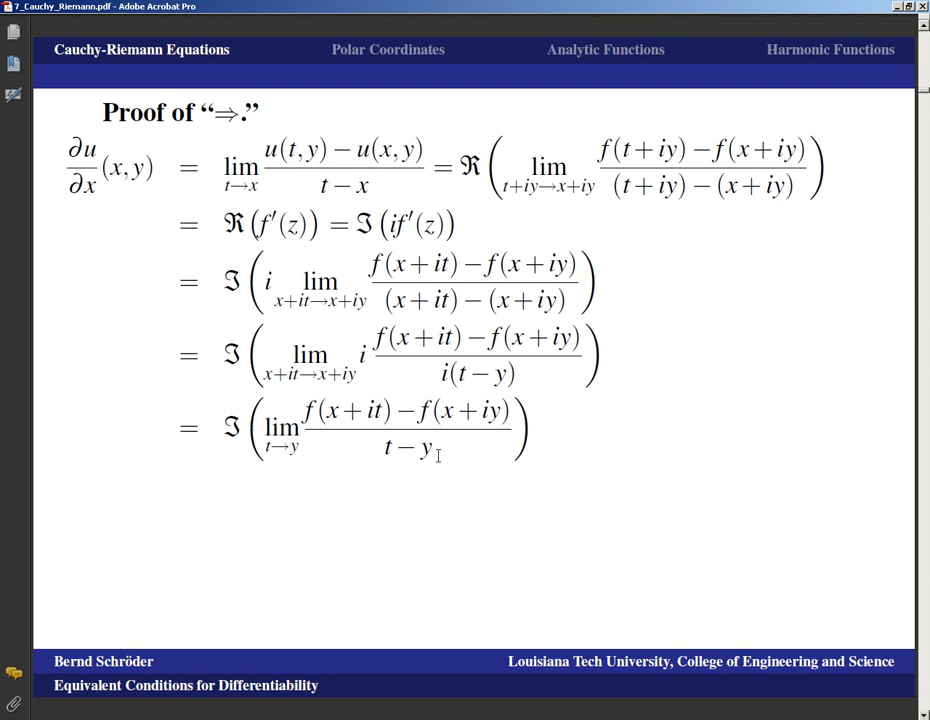 7_Cauchy_Riemann.pdf - Adobe Acrobat Pro
Cauchy-Riemann Equations Polar Coordinates Analytic Functions Harmonic Functions
Proof of “⇒.”
∂u/∂x (x,y) = lim_{t→x} (u(t,y) − u(x,y))/(t − x) = ℜ( lim_{t+iy→x+iy} (f(t+iy) − f(x+iy))/((t+iy) − (x+iy)) )
= ℜ(f′(z)) = ℑ(if′(z))
= ℑ( i lim_{x+it→x+iy} (f(x+it) − f(x+iy))/((x+it) − (x+iy)) )
= ℑ( lim_{x+it→x+iy} i (f(x+it) − f(x+iy))/(i(t − y)) )
= ℑ( lim_{t→y} (f(x+it) − f(x+iy))/(t − y) )
Bernd Schröder Louisiana Tech University, College of Engineering and Science
Equivalent Conditions for Differentiability